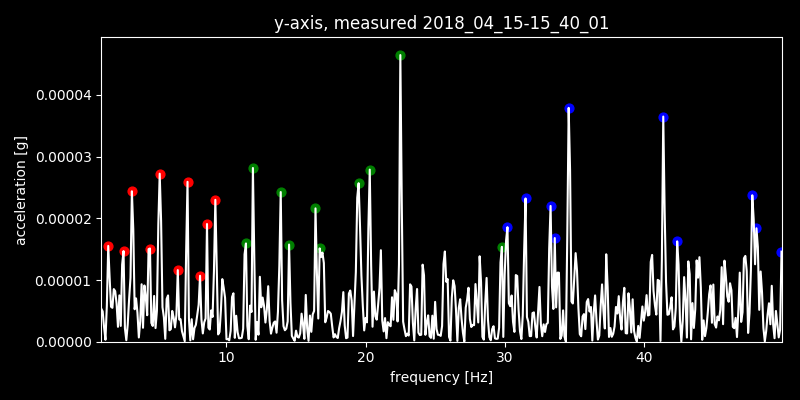 y-axis, measured 2018_04_15-15_40_01
0.00004
0.00003
0.00002
0.00001
0.00000
acceleration [g]
10 20 30 40
frequency [Hz]